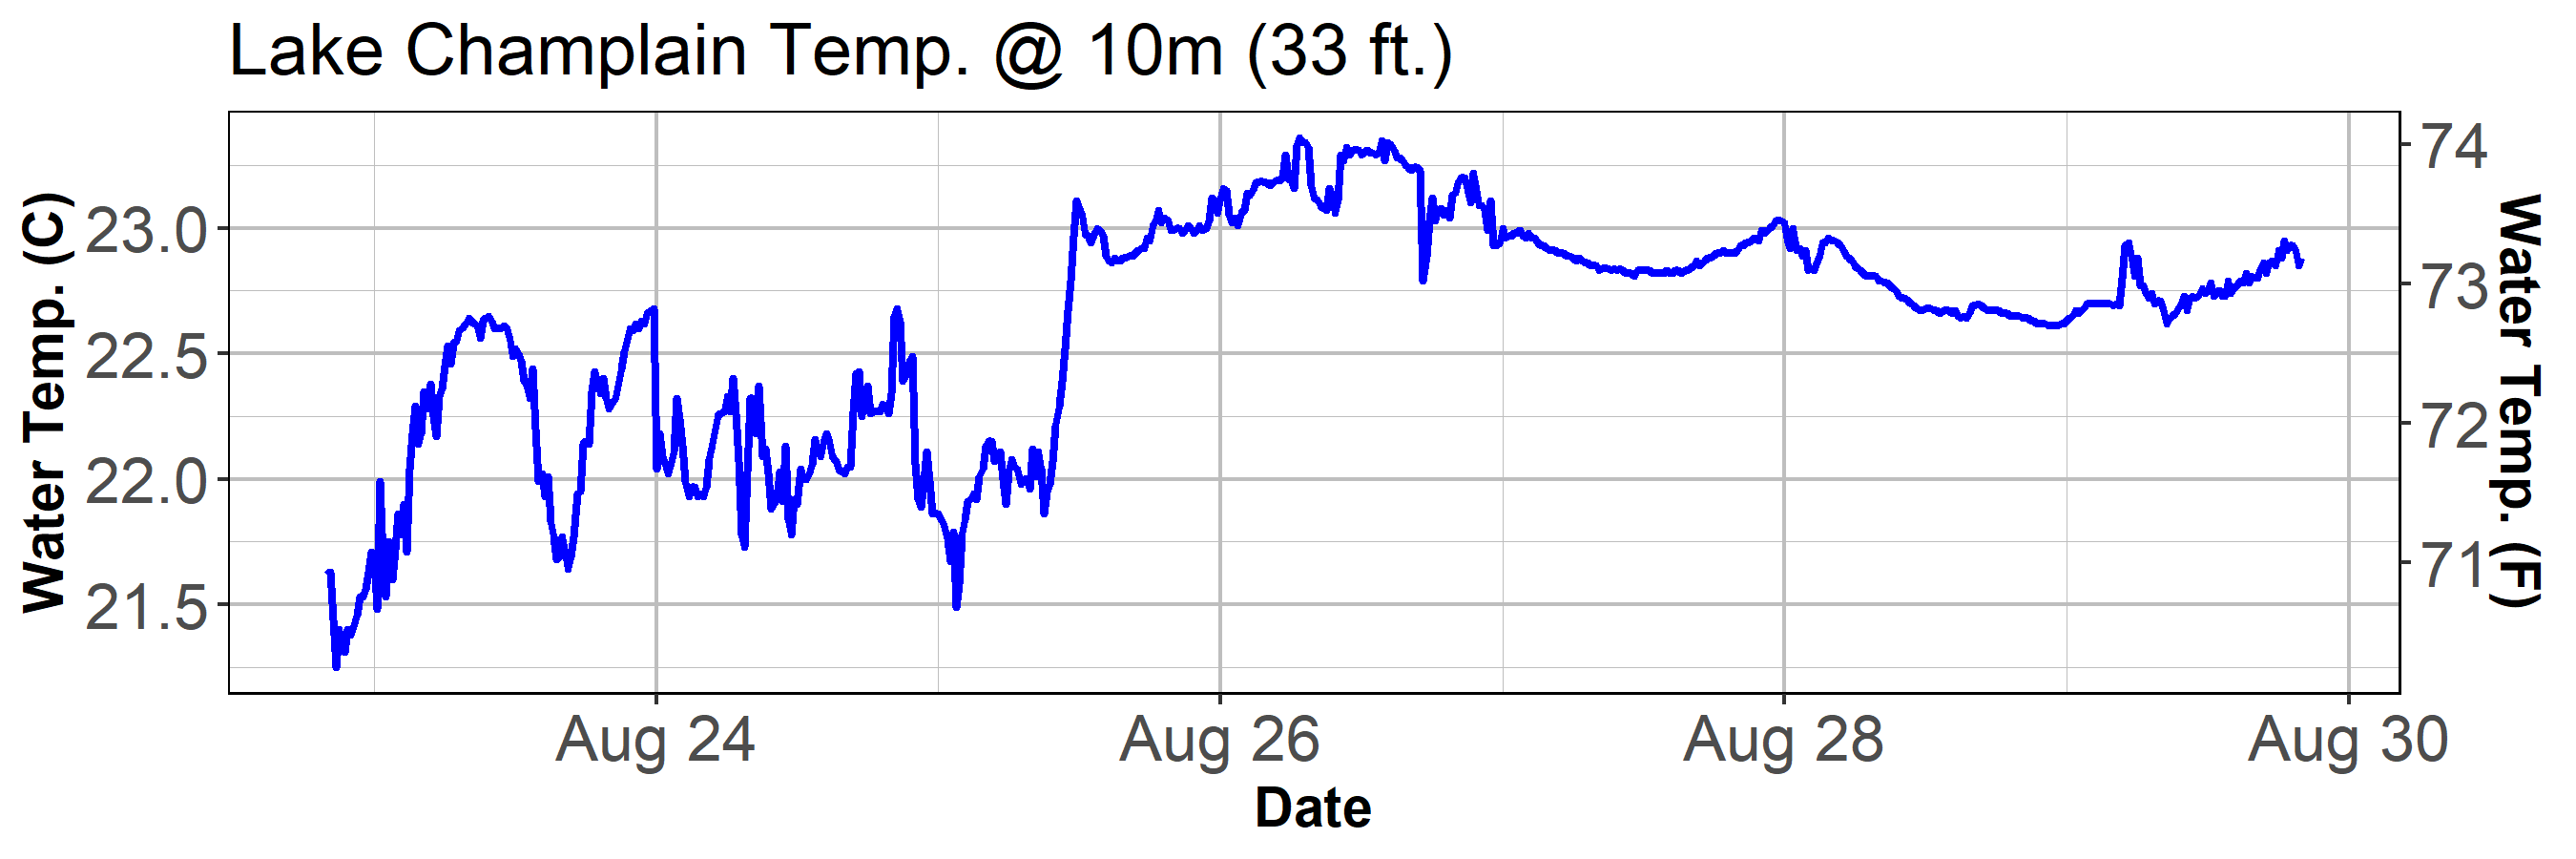 Lake Champlain Temp. @ 10m (33 ft.)
Water Temp. (C)
23.0
22.5
22.0
21.5
74
73
72
71
Water Temp. (F)
Aug 24
Aug 26
Aug 28
Aug 30
Date